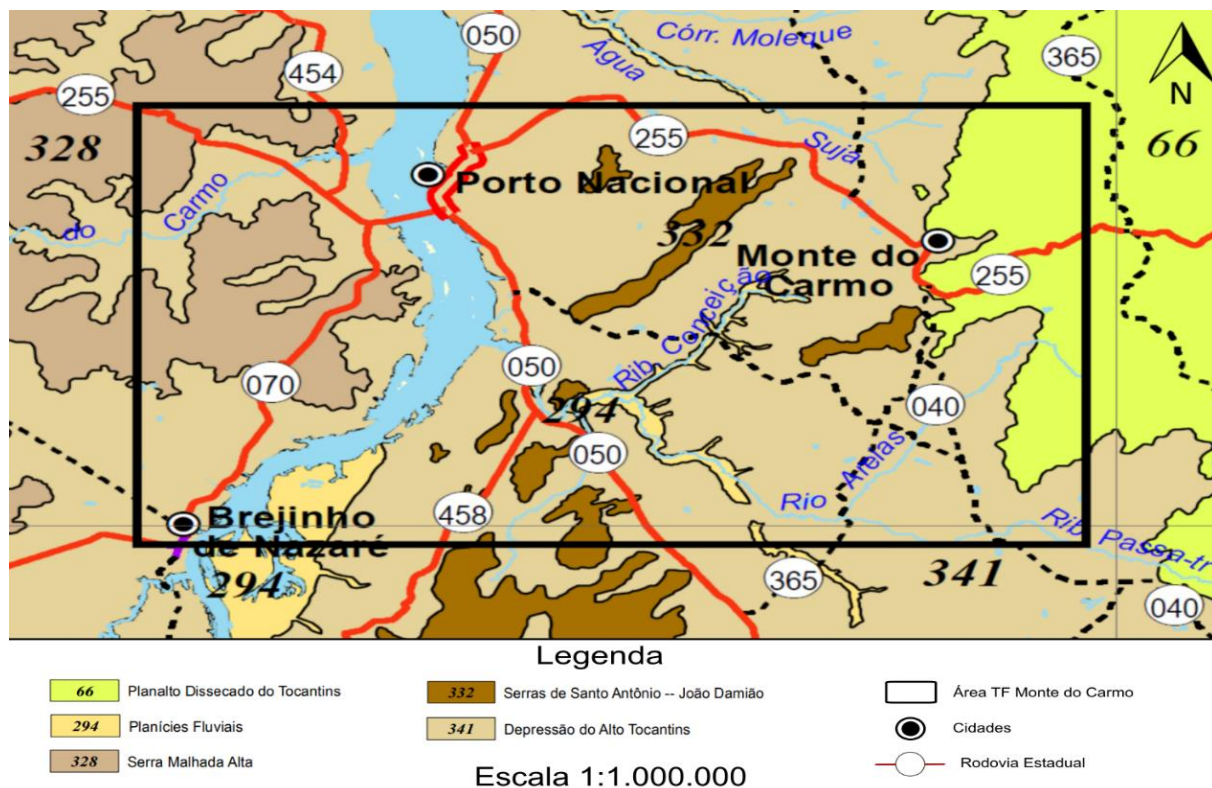 050
Córr. Moleque
365
454
Água
N
255
255
Suja
66
328
Carmo
do
Porto Nacional
332
Monte do
Carmo
255
Rib. Conceição
050
070
294
040
050
Areias
458
Rio
Brejinho
de Nazaré
294
365
341
Rib. Passa-tr
040
Legenda
66 Planalto Dissecado do Tocantins
332 Serras de Santo Antônio -- João Damião
Área TF Monte do Carmo
294 Planícies Fluviais
341 Depressão do Alto Tocantins
Cidades
328 Serra Malhada Alta
Rodovia Estadual
Escala 1:1.000.000